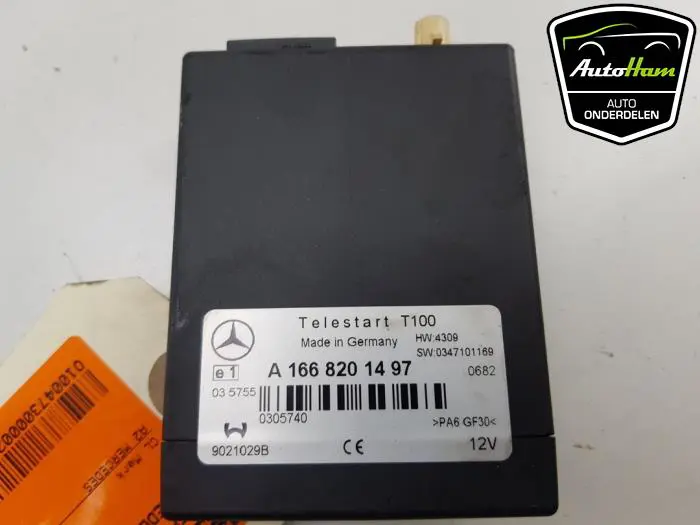 AutoHam
AUTO
ONDERDELEN
Telestart T100
Made in Germany
HW:4309
SW:0347101169
e1
A 166 820 14 97
0682
03 5755
0305740
>PA6 GF30<
9021029B
CE
12V